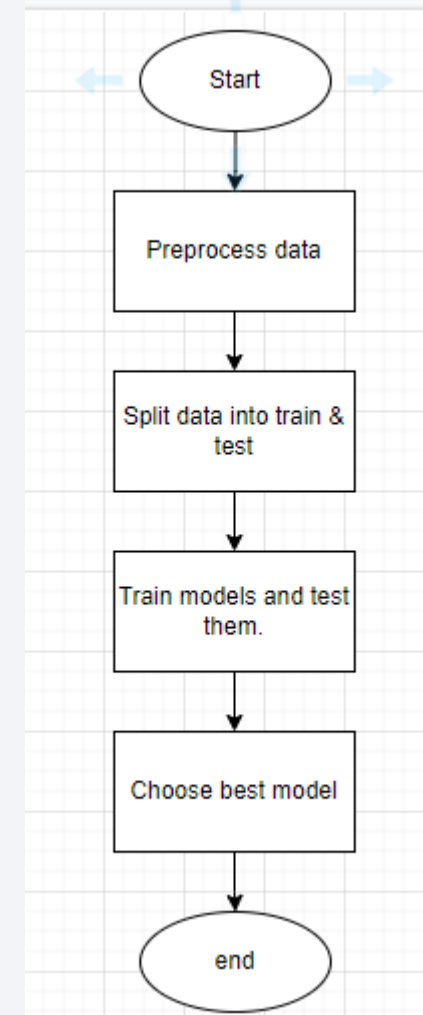 Start
Preprocess data
Split data into train &
test
Train models and test
them.
Choose best model
end